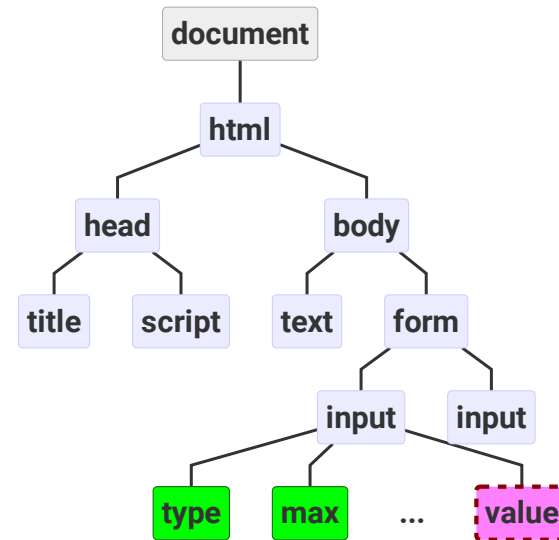 document
html
head body
title script text form
input input
type max ... value